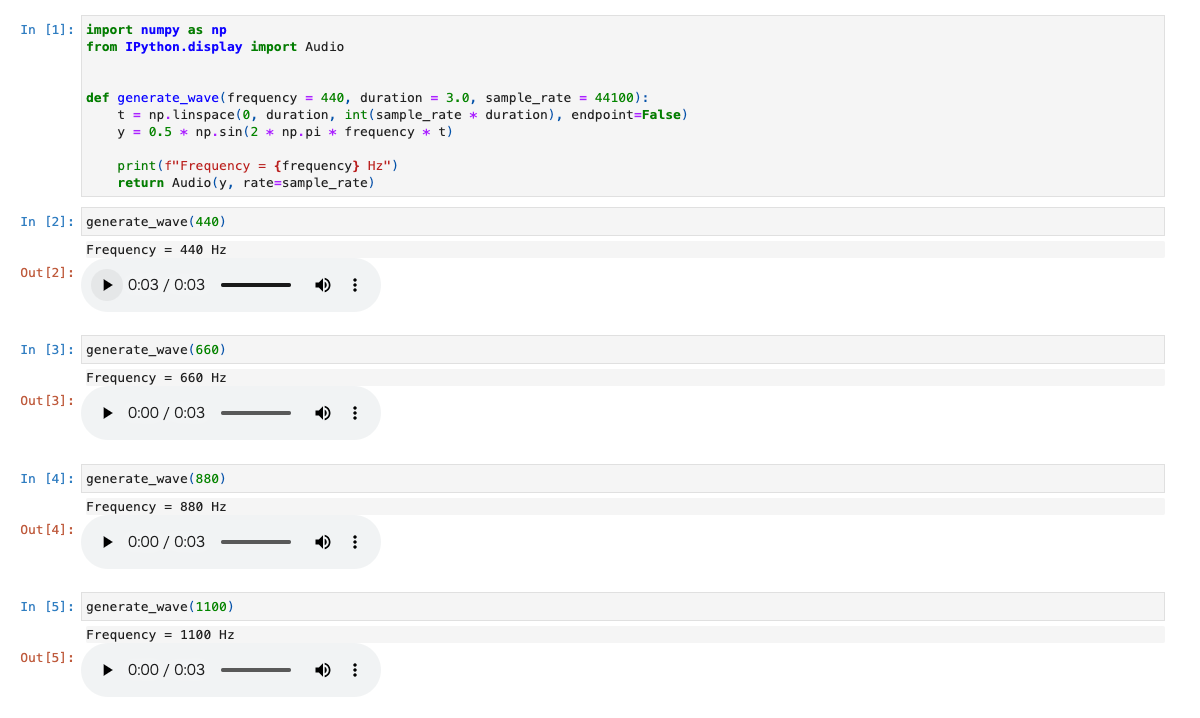 In [1]: import numpy as np
from IPython.display import Audio
def generate_wave(frequency = 440, duration = 3.0, sample_rate = 44100):
    t = np.linspace(0, duration, int(sample_rate * duration), endpoint=False)
    y = 0.5 * np.sin(2 * np.pi * frequency * t)
    print(f"Frequency = {frequency} Hz")
    return Audio(y, rate=sample_rate)
In [2]: generate_wave(440)
Frequency = 440 Hz
Out[2]: 0:03 / 0:03
In [3]: generate_wave(660)
Frequency = 660 Hz
Out[3]: 0:00 / 0:03
In [4]: generate_wave(880)
Frequency = 880 Hz
Out[4]: 0:00 / 0:03
In [5]: generate_wave(1100)
Frequency = 1100 Hz
Out[5]: 0:00 / 0:03